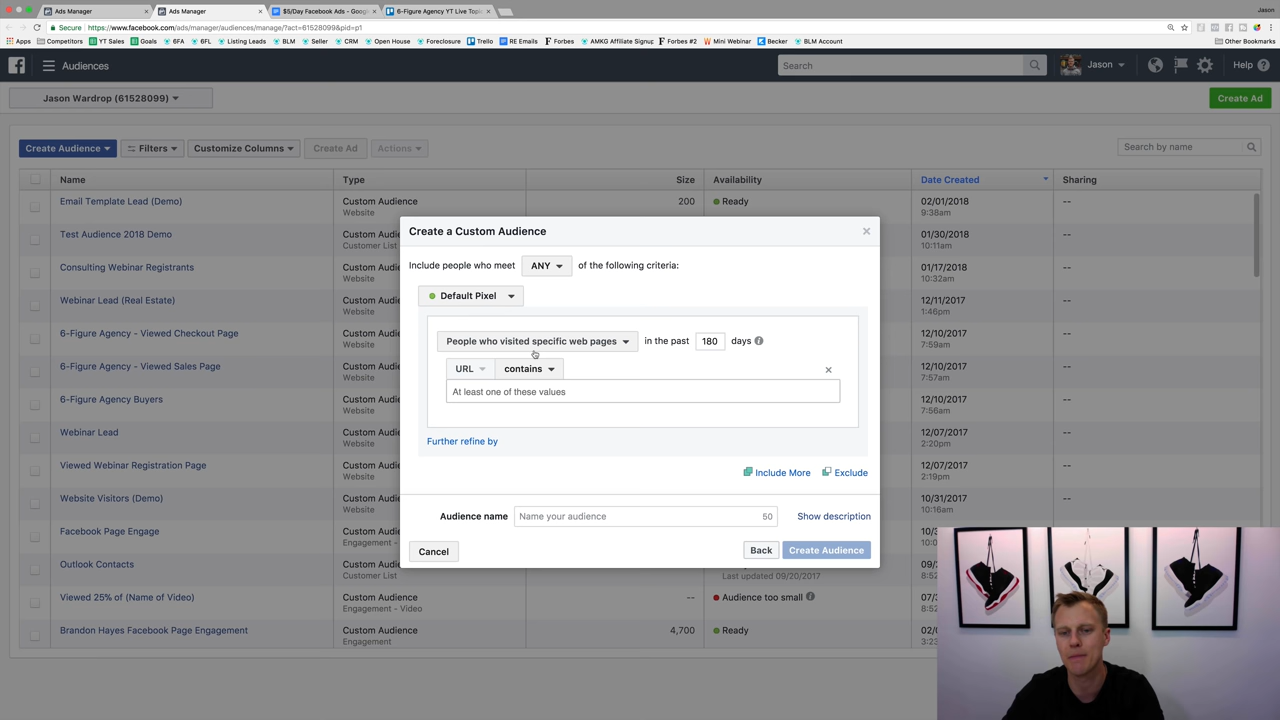 Ads Manager
Ads Manager
$5/Day Facebook Ads - Googl
6-Figure Agency YT Live Topi
Jason
Secure
https://www.facebook.com/ads/manager/audiences/manage/?act=61528099&pid=p1
Apps
Competitors
YT Sales
Goals
6FA
6FL
Listing Leads
BLM
Seller
CRM
Open House
Foreclosure
Trello
RE Emails
Forbes
AMKG Affiliate Signup
Forbes #2
Mini Webinar
Becker
BLM Account
Other Bookmarks
Audiences
Search
Jason
Help
Jason Wardrop (61528099)
Create Ad
Create Audience
Filters
Customize Columns
Create Ad
Actions
Search by name
Name
Type
Size
Availability
Date Created
Sharing
Email Template Lead (Demo)
Custom Audience
Website
200
Ready
02/01/2018
9:38am
--
Test Audience 2018 Demo
Custom Audience
Customer List
01/30/2018
10:11am
--
Consulting Webinar Registrants
Custom Audience
Website
01/17/2018
10:32am
--
Webinar Lead (Real Estate)
Custom Audience
Website
12/11/2017
1:46pm
--
6-Figure Agency - Viewed Checkout Page
Custom Audience
Website
12/10/2017
7:59am
--
6-Figure Agency - Viewed Sales Page
Custom Audience
Website
12/10/2017
7:57am
--
6-Figure Agency Buyers
Custom Audience
Website
12/10/2017
7:56am
--
Webinar Lead
Custom Audience
Website
12/07/2017
2:20pm
--
Viewed Webinar Registration Page
Custom Audience
Website
12/07/2017
2:19pm
--
Website Visitors (Demo)
Custom Audience
Website
10/31/2017
10:16am
--
Facebook Page Engage
Custom Audience
Engagement
10/3
10:0
--
Outlook Contacts
Custom Audience
Customer List
Last updated 09/20/2017
09/2
8:52
Viewed 25% of (Name of Video)
Custom Audience
Engagement - Video
--
Audience too small
07/3
8:52
Brandon Hayes Facebook Page Engagement
Custom Audience
Engagement
4,700
Ready
02/0
9:38
Create a Custom Audience
Include people who meet
ANY
of the following criteria:
Default Pixel
People who visited specific web pages
in the past
180
days
URL
contains
At least one of these values
Further refine by
Include More
Exclude
Audience name
Name your audience
50
Show description
Cancel
Back
Create Audience